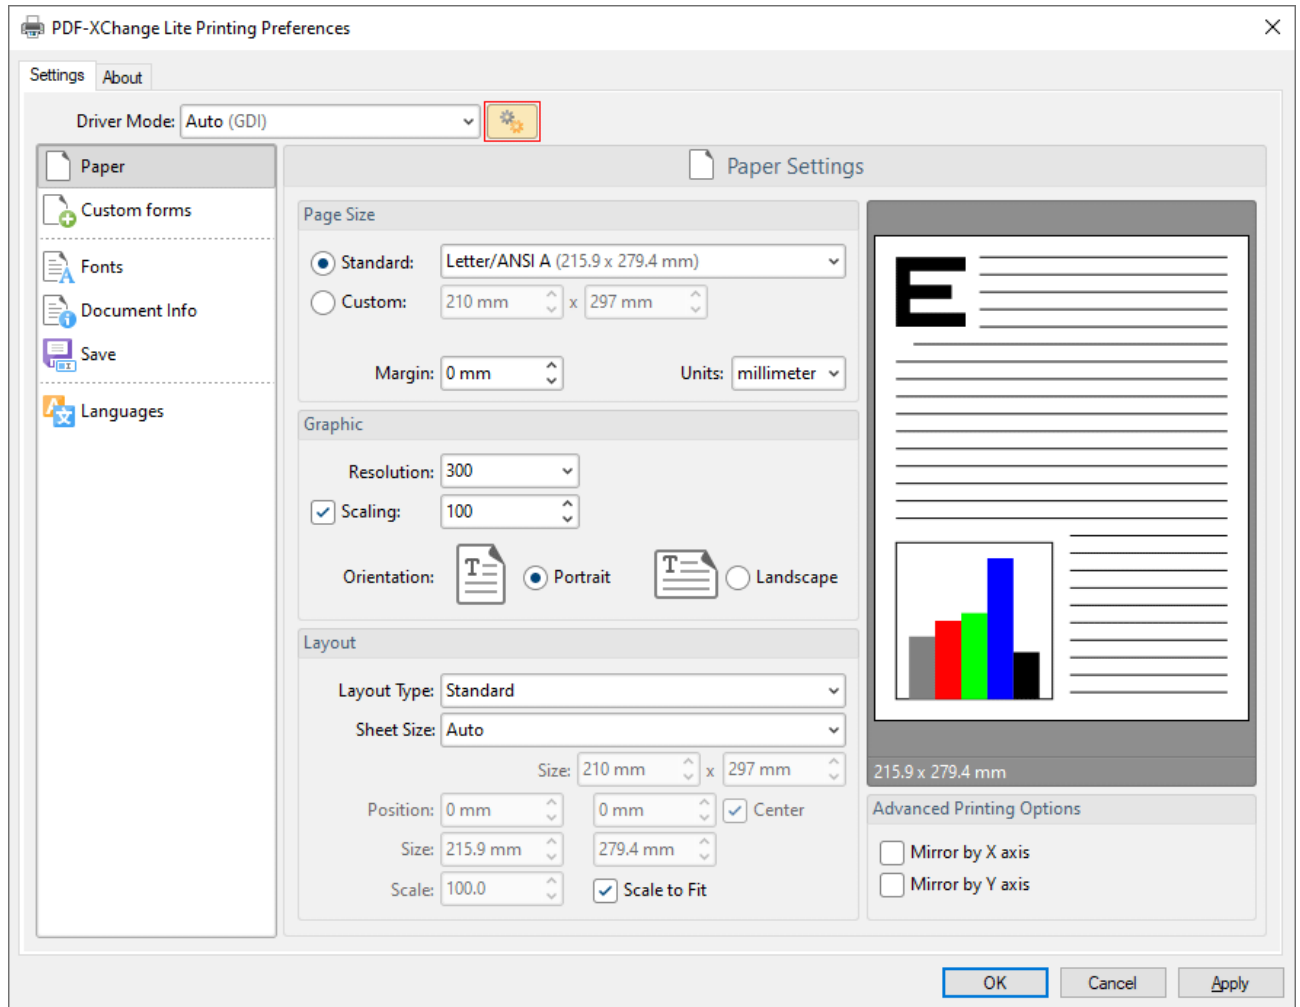 PDF-XChange Lite Printing Preferences
Settings About
Driver Mode: Auto (GDI)
Paper
Custom forms
Fonts
Document Info
Save
Languages
Paper Settings
Page Size
Standard: Letter/ANSI A (215.9 x 279.4 mm)
Custom: 210 mm x 297 mm
Margin: 0 mm Units: millimeter
Graphic
Resolution: 300
Scaling: 100
Orientation: T Portrait T Landscape
Layout
Layout Type: Standard
Sheet Size: Auto
Size: 210 mm x 297 mm
Position: 0 mm 0 mm Center
Size: 215.9 mm 279.4 mm
Scale: 100.0 Scale to Fit
E
215.9 x 279.4 mm
Advanced Printing Options
Mirror by X axis
Mirror by Y axis
OK Cancel Apply